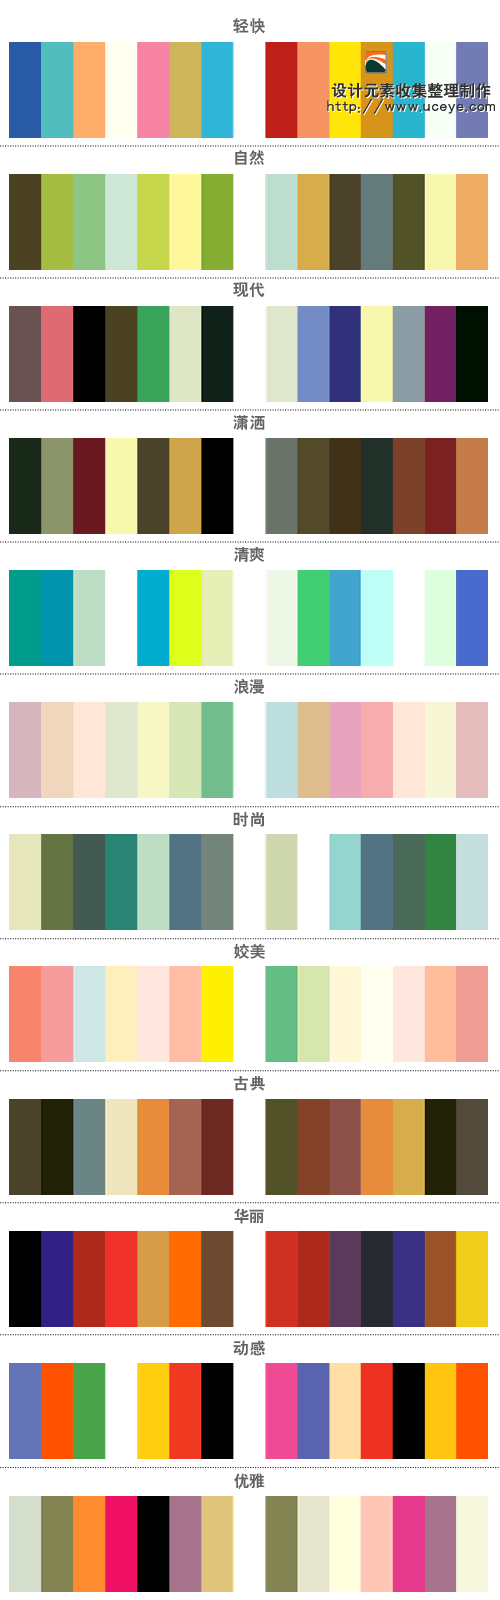 轻快
设计元素收集整理制作
http://www.uceye.com
自然
现代
潇洒
清爽
浪漫
时尚
姣美
古典
华丽
动感
优雅